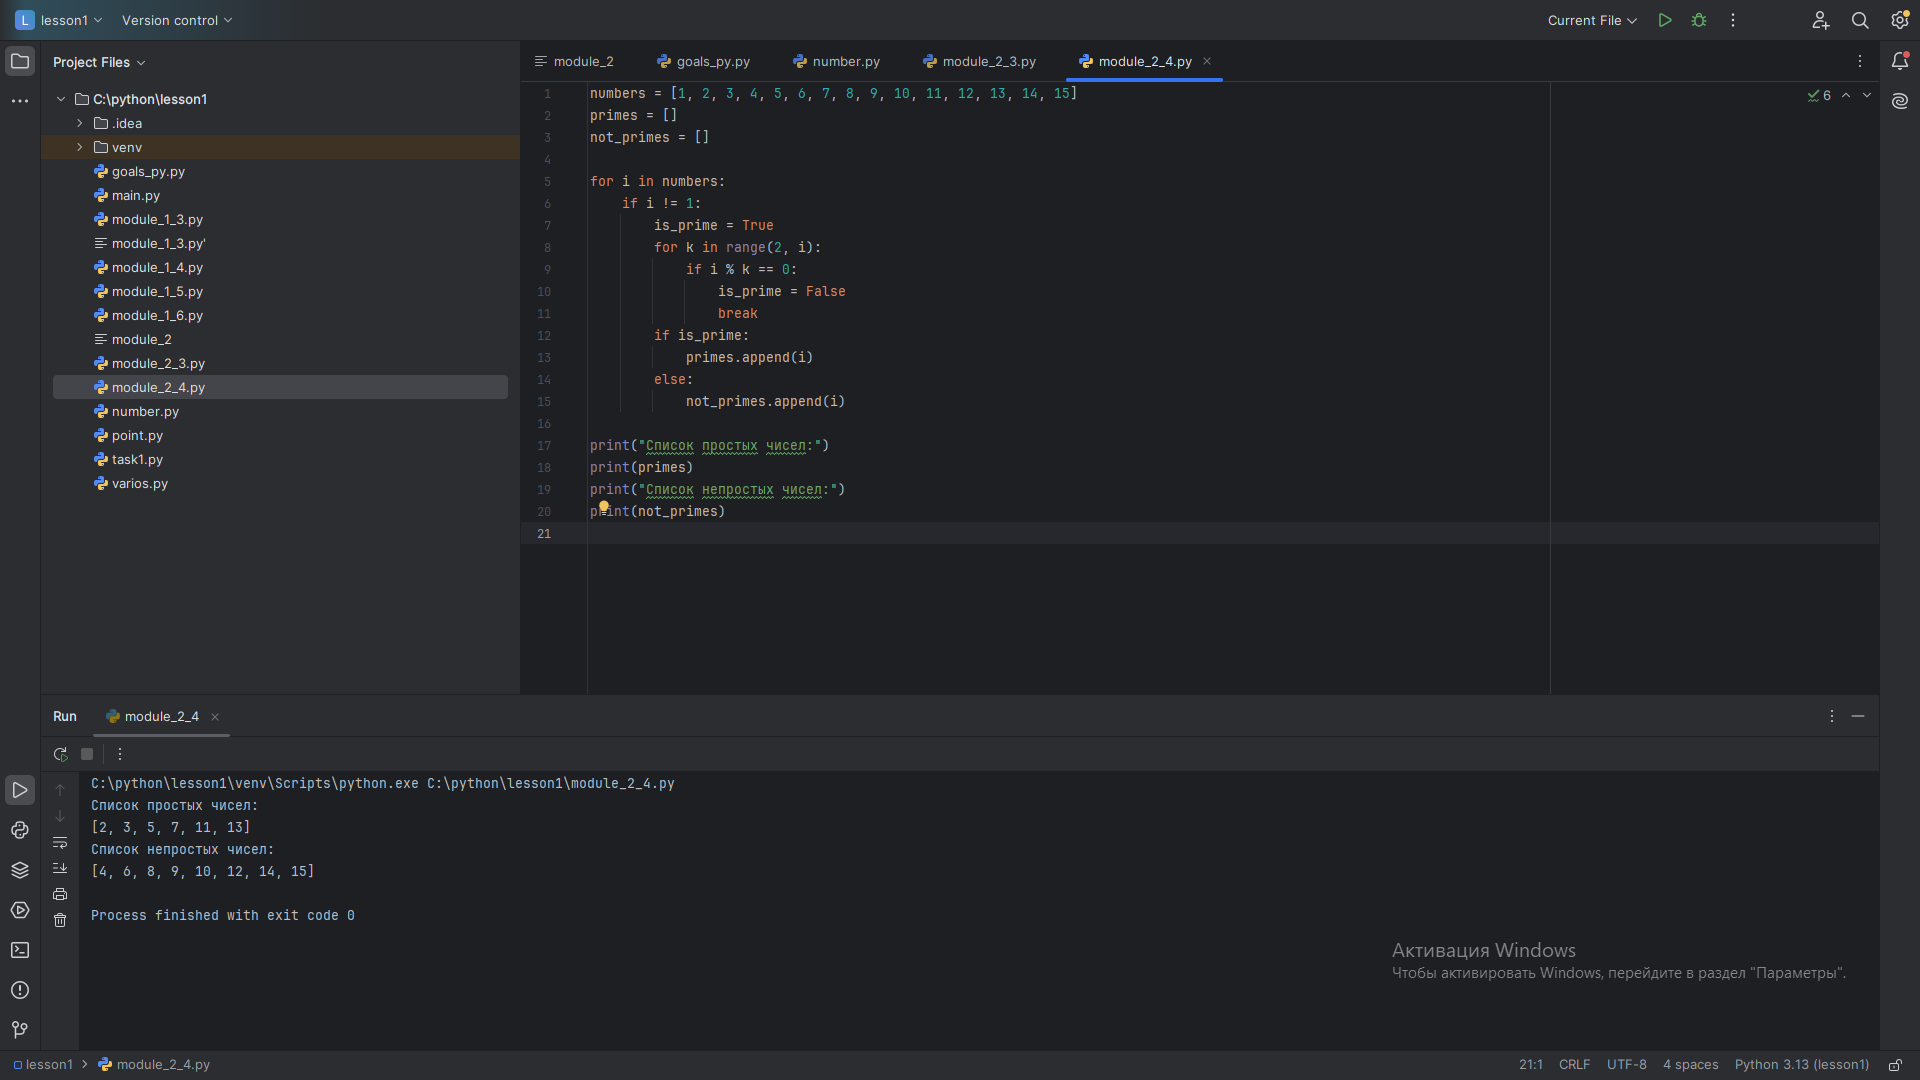 L lesson1 Version control Current File
Project Files
C:\python\lesson1
.idea
venv
goals_py.py
main.py
module_1_3.py
module_1_3.py'
module_1_4.py
module_1_5.py
module_1_6.py
module_2
module_2_3.py
module_2_4.py
number.py
point.py
task1.py
varios.py
module_2 goals_py.py number.py module_2_3.py module_2_4.py
6
1 numbers = [1, 2, 3, 4, 5, 6, 7, 8, 9, 10, 11, 12, 13, 14, 15]
2 primes = []
3 not_primes = []
4
5 for i in numbers:
6 if i != 1:
7 is_prime = True
8 for k in range(2, i):
9 if i % k == 0:
10 is_prime = False
11 break
12 if is_prime:
13 primes.append(i)
14 else:
15 not_primes.append(i)
16
17 print("Список простых чисел:")
18 print(primes)
19 print("Список непростых чисел:")
20 print(not_primes)
21
Run module_2_4
C:\python\lesson1\venv\Scripts\python.exe C:\python\lesson1\module_2_4.py
Список простых чисел:
[2, 3, 5, 7, 11, 13]
Список непростых чисел:
[4, 6, 8, 9, 10, 12, 14, 15]
Process finished with exit code 0
Активация Windows
Чтобы активировать Windows, перейдите в раздел "Параметры".
lesson1 module_2_4.py 21:1 CRLF UTF-8 4 spaces Python 3.13 (lesson1)